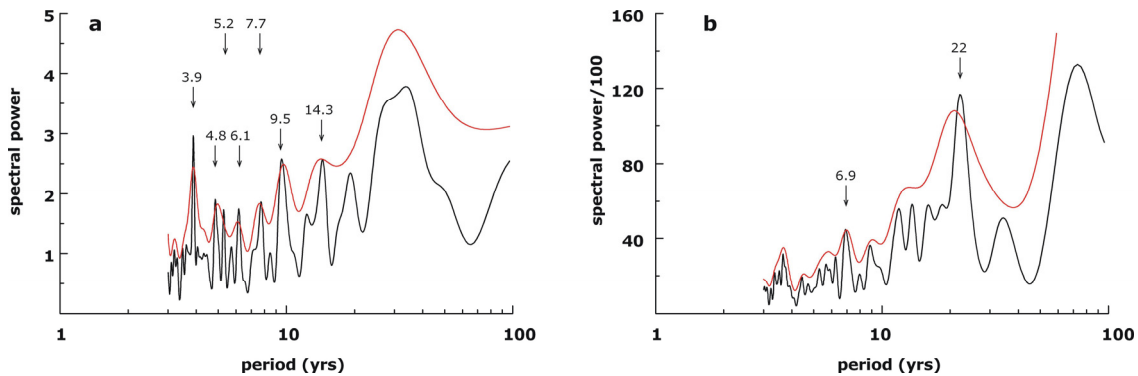 a
5.2 7.7
3.9
4.8 6.1
9.5
14.3
5
4
3
2
1
spectral power
1 10 100
period (yrs)
b
22
6.9
160
120
80
40
spectral power/100
1 10 100
period (yrs)